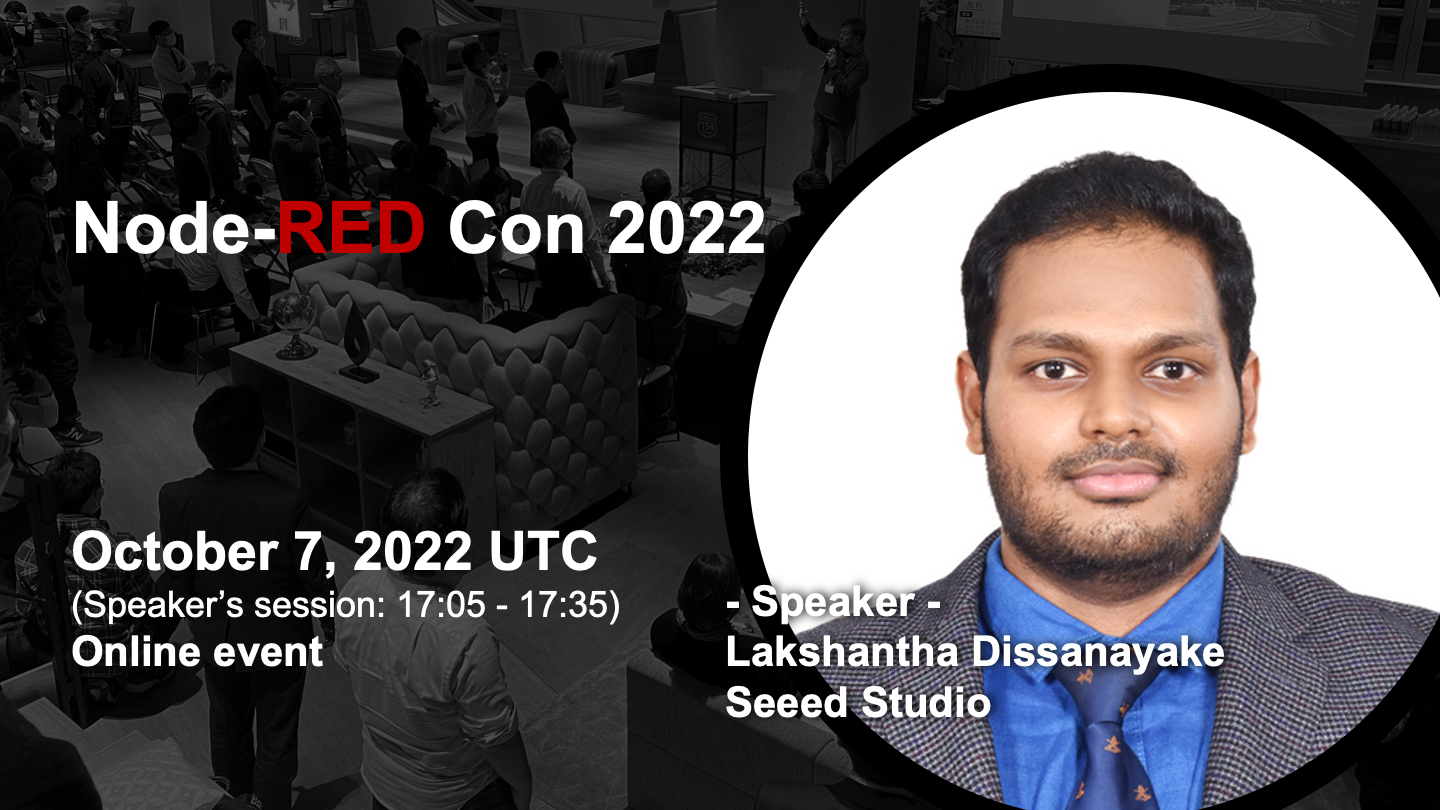 Node-RED Con 2022
October 7, 2022 UTC
(Speaker’s session: 17:05 - 17:35)
Online event
- Speaker -
Lakshantha Dissanayake
Seeed Studio